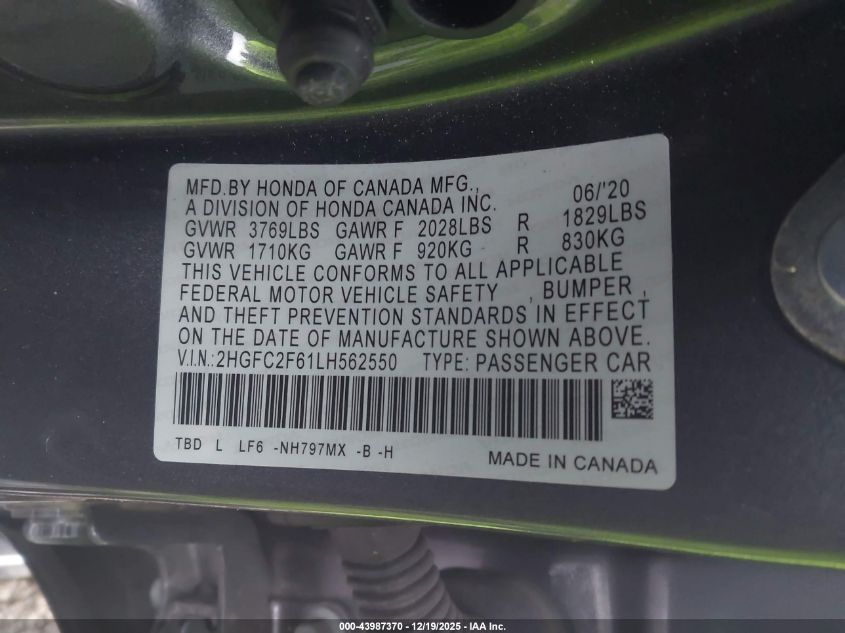 MFD.BY HONDA OF CANADA MFG., 06/'20
A DIVISION OF HONDA CANADA INC.
GVWR 3769LBS GAWR F 2028LBS R 1829LBS
GVWR 1710KG GAWR F 920KG R 830KG
THIS VEHICLE CONFORMS TO ALL APPLICABLE
FEDERAL MOTOR VEHICLE SAFETY , BUMPER ,
AND THEFT PREVENTION STANDARDS IN EFFECT
ON THE DATE OF MANUFACTURE SHOWN ABOVE.
V.I.N.:2HGFC2F61LH562550 TYPE: PASSENGER CAR
TBD L LF6 -NH797MX -B -H
MADE IN CANADA
000-43987370 - 12/19/2025 - IAA Inc.